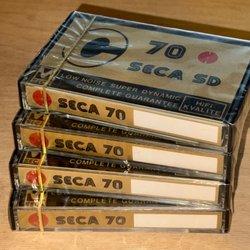 70
SECA SD
LOW NOISE SUPER DYNAMIC
COMPLETE GUARANTEE
HIFI
KVALITÉ
SECA 70
COMPLETE GUARANTEE
SECA 70
COMPLETE GUARANTEE
SECA 70
COMPLETE GUARANTEE
SECA 70